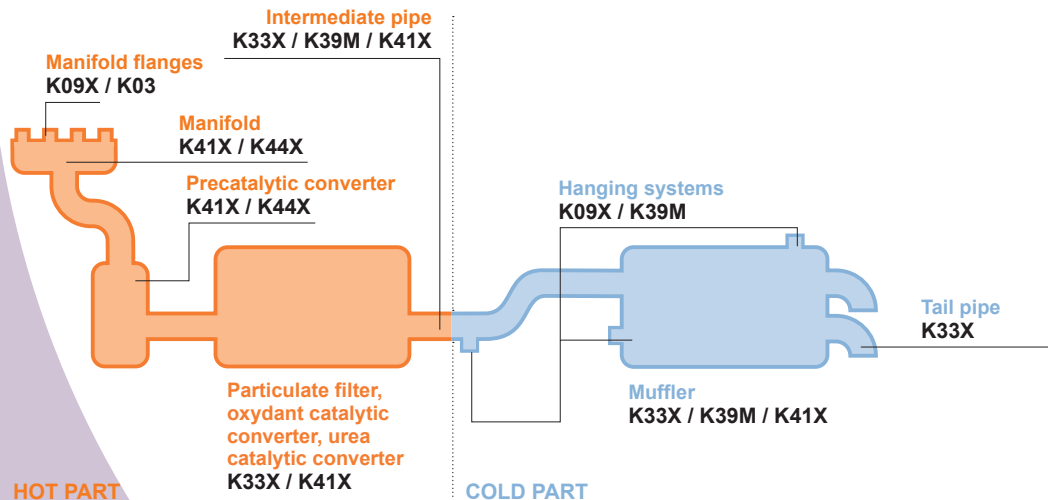 Intermediate pipe
K33X / K39M / K41X
Manifold flanges
K09X / K03
Manifold
K41X / K44X
Precatalytic converter
K41X / K44X
Hanging systems
K09X / K39M
Tail pipe
K33X
Particulate filter,
oxydant catalytic
converter, urea
catalytic converter
K33X / K41X
Muffler
K33X / K39M / K41X
HOT PART
COLD PART